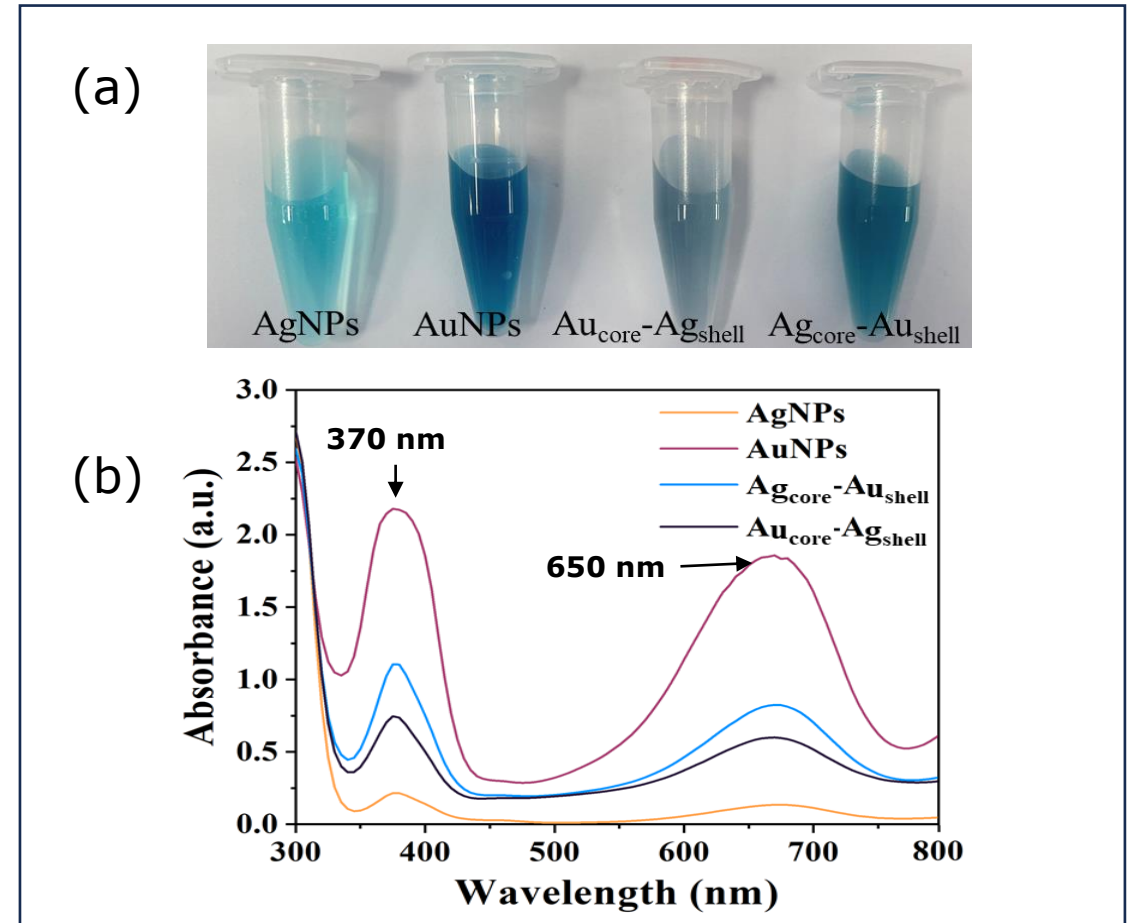 (a)
AgNPs AuNPs Aucore-Agshell Agcore-Aushell
(b)
Absorbance (a.u.)
3.0
2.5
2.0
1.5
1.0
0.5
0.0
370 nm
650 nm
AgNPs
AuNPs
Agcore-Aushell
Aucore-Agshell
300 400 500 600 700 800
Wavelength (nm)